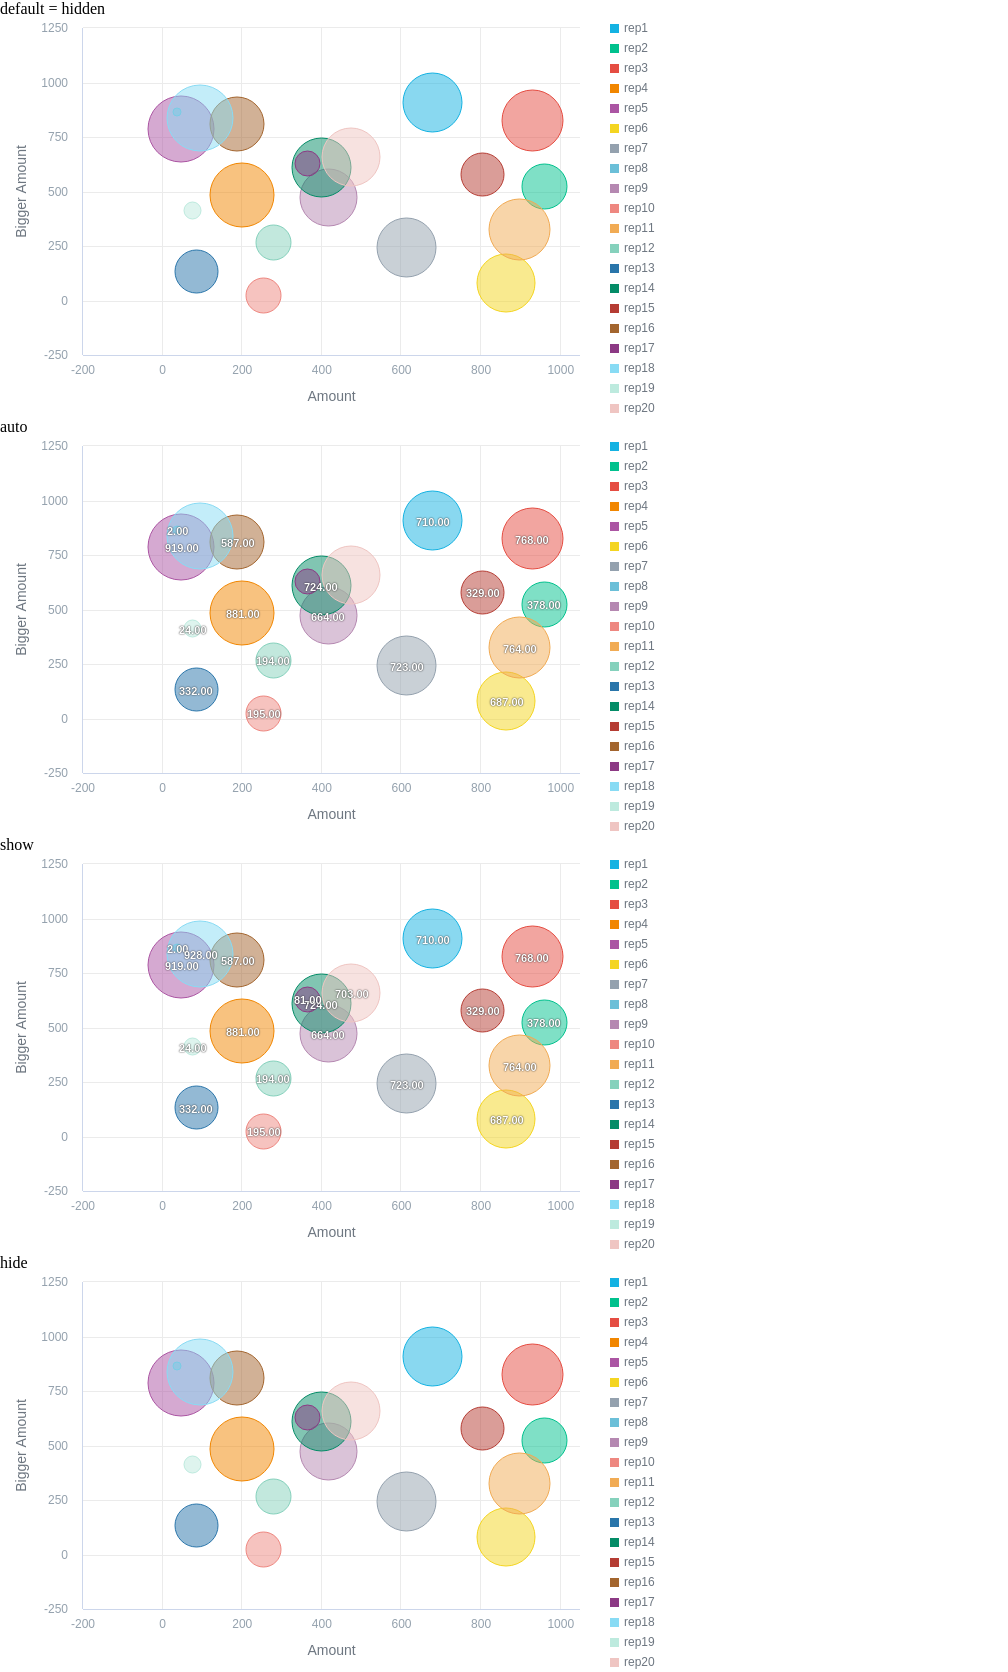 default = hidden
1250
1000
750
500
250
0
-250
-200 0 200 400 600 800 1000
Amount
Bigger Amount
rep1
rep2
rep3
rep4
rep5
rep6
rep7
rep8
rep9
rep10
rep11
rep12
rep13
rep14
rep15
rep16
rep17
rep18
rep19
rep20
auto
1250
1000
750
500
250
0
-250
-200 0 200 400 600 800 1000
Amount
Bigger Amount
710.00
2.00
919.00
587.00
768.00
724.00
329.00
378.00
881.00
664.00
24.00
764.00
194.00
723.00
332.00
687.00
195.00
rep1
rep2
rep3
rep4
rep5
rep6
rep7
rep8
rep9
rep10
rep11
rep12
rep13
rep14
rep15
rep16
rep17
rep18
rep19
rep20
show
1250
1000
750
500
250
0
-250
-200 0 200 400 600 800 1000
Amount
Bigger Amount
710.00
2.00
928.00
919.00
587.00
768.00
703.00
81.00
724.00
329.00
378.00
881.00
664.00
24.00
764.00
194.00
723.00
332.00
687.00
195.00
rep1
rep2
rep3
rep4
rep5
rep6
rep7
rep8
rep9
rep10
rep11
rep12
rep13
rep14
rep15
rep16
rep17
rep18
rep19
rep20
hide
1250
1000
750
500
250
0
-250
-200 0 200 400 600 800 1000
Amount
Bigger Amount
rep1
rep2
rep3
rep4
rep5
rep6
rep7
rep8
rep9
rep10
rep11
rep12
rep13
rep14
rep15
rep16
rep17
rep18
rep19
rep20